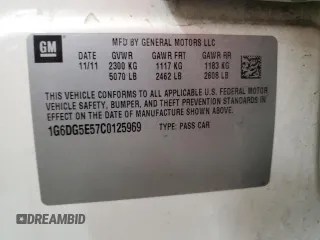 GM
MFD BY GENERAL MOTORS LLC
DATE GVWR GAWR FRT GAWR RR
11/11 2300 KG 1117 KG 1183 KG
5070 LB 2462 LB 2608 LB
THIS VEHICLE CONFORMS TO ALL APPLICABLE U.S. FEDERAL MOTOR
VEHICLE SAFETY, BUMPER, AND THEFT PREVENTION STANDARDS IN
EFFECT ON THE DATE OF MANUFACTURE SHOWN ABOVE.
1G6DG5E57C0125969 TYPE: PASS CAR
DREAMBID